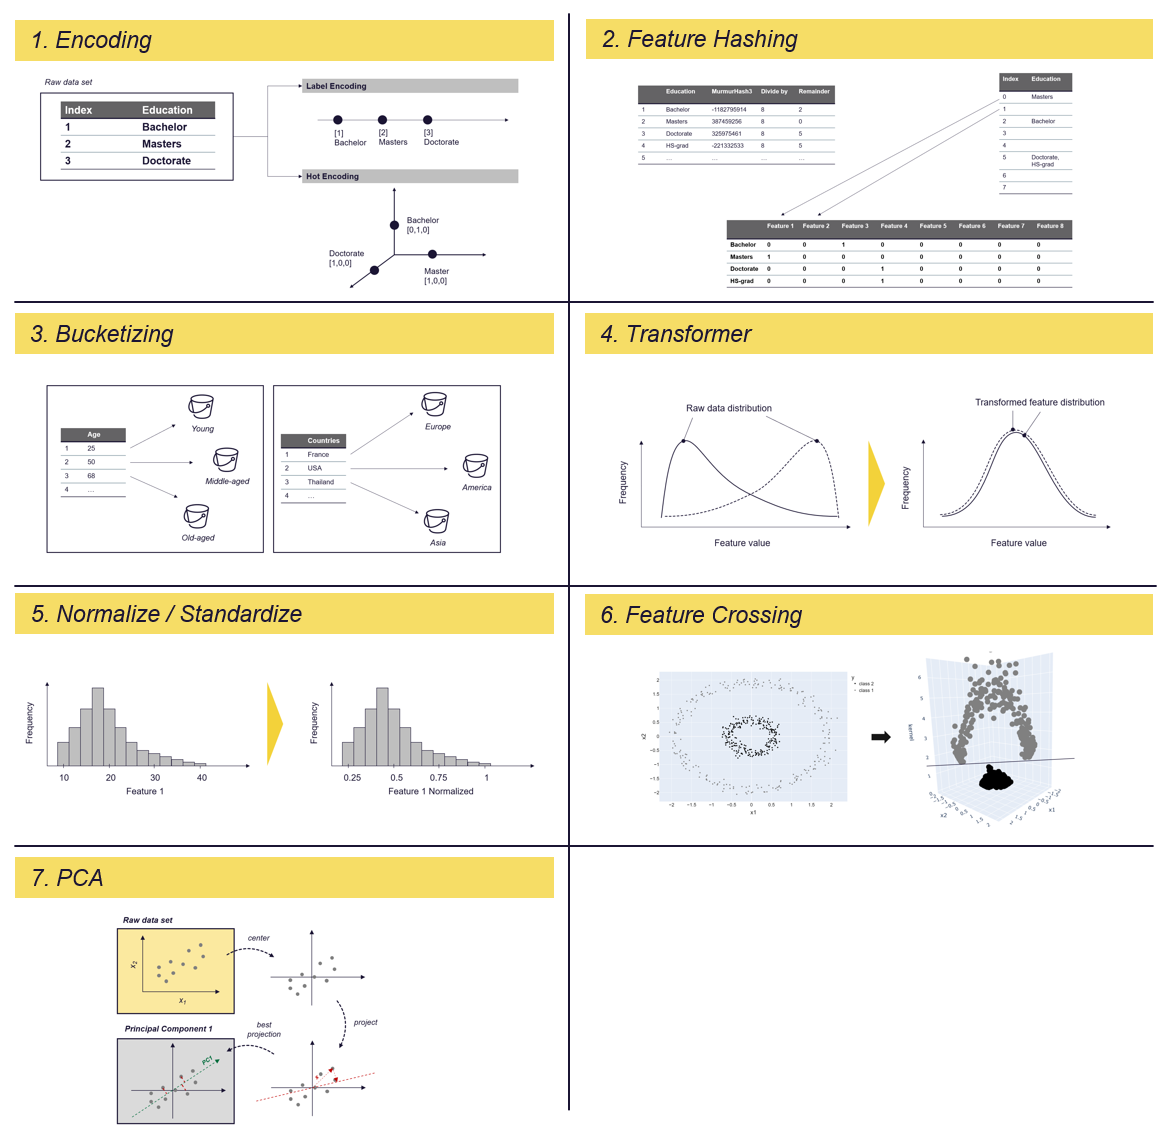 1. Encoding
Raw data set
Index Education
1 Bachelor
2 Masters
3 Doctorate
Label Encoding
[1] [2] [3]
Bachelor Masters Doctorate
Hot Encoding
Bachelor
[0,1,0]
Doctorate
[1,0,0]
Master
[1,0,0]
2. Feature Hashing
Education MurmurHash3 Divide by Remainder
1 Bachelor -1182795914 8 2
2 Masters 387459256 8 0
3 Doctorate 325975461 8 5
4 HS-grad -221332533 8 5
5 .... .... .... ....
Index Education
0 Masters
1
2 Bachelor
3
4
5 Doctorate,
HS-grad
6
7
Feature 1 Feature 2 Feature 3 Feature 4 Feature 5 Feature 6 Feature 7 Feature 8
Bachelor 0 0 1 0 0 0 0 0
Masters 1 0 0 0 0 0 0 0
Doctorate 0 0 0 1 0 0 0 0
HS-grad 0 0 0 1 0 0 0 0
3. Bucketizing
Age
1 25
2 50
3 68
4 ...
Young
Middle-aged
Old-aged
Countries
1 France
2 USA
3 Thailand
4 ...
Europe
America
Asia
4. Transformer
Raw data distribution
Frequency
Feature value
Transformed feature distribution
Frequency
Feature value
5. Normalize / Standardize
Frequency
10 20 30 40
Feature 1
Frequency
0.25 0.5 0.75 1
Feature 1 Normalized
6. Feature Crossing
y
class 2
class 1
2
1.5
1
0.5
0
−0.5
−1
−1.5
−2
x2
−2 −1.5 −1 −0.5 0 0.5 1 1.5 2
x1
kernel
x2
x1
7. PCA
Raw data set
x2
x1
center
project
best
projection
Principal Component 1
PC1